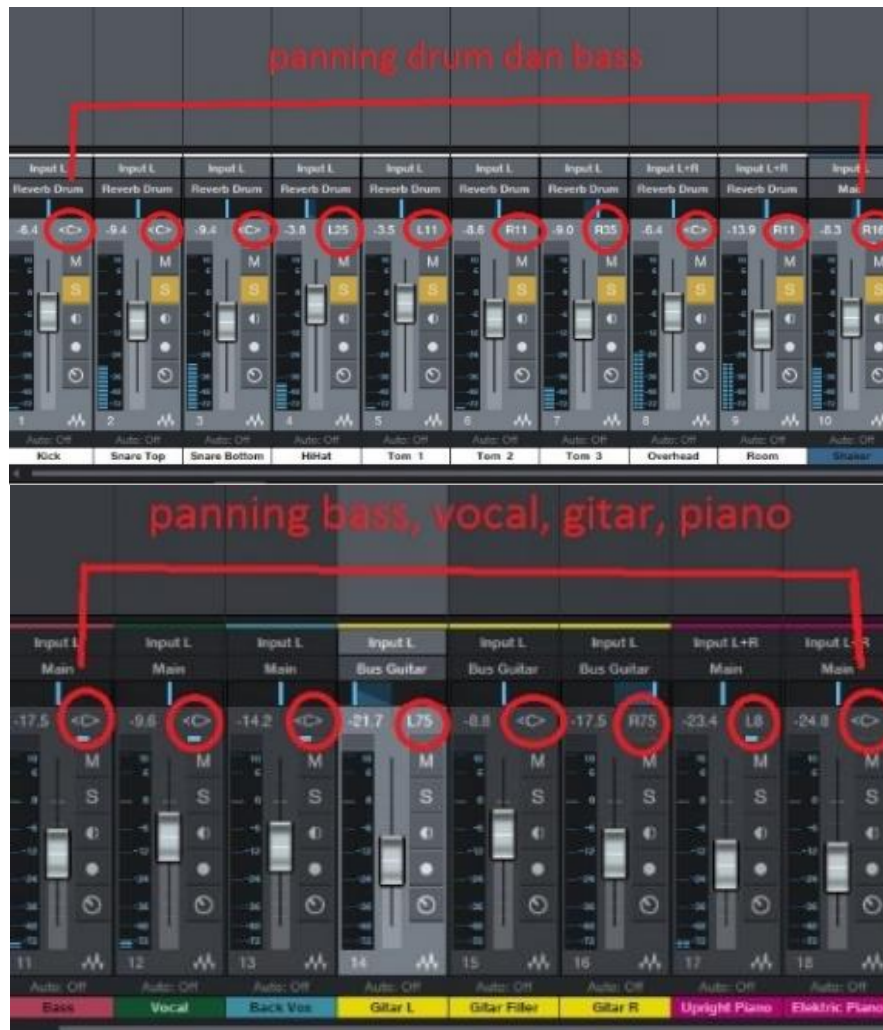 panning drum dan bass
Input L Input L Input L Input L Input L Input L Input L Input L+R Input L+R Input L
Reverb Drum Reverb Drum Reverb Drum Reverb Drum Reverb Drum Reverb Drum Reverb Drum Reverb Drum Reverb Drum Main
-6.4 <C> -9.4 <C> -9.4 <C> -3.8 L25 -3.5 L11 -8.6 R11 -9.0 R35 -6.4 <C> -13.9 R11 -8.3 R16
M M M M M M M M M M
S S S S S S S S S S
1 2 3 4 5 6 7 8 9 10
Auto: Off Auto: Off Auto: Off Auto: Off Auto: Off Auto: Off Auto: Off Auto: Off Auto: Off Auto: Off
Kick Snare Top Snare Bottom HiHat Tom 1 Tom 2 Tom 3 Overhead Room Shaker
panning bass, vocal, gitar, piano
Input L Input L Input L Input L Input L Input L Input L+R Input L+R
Main Main Main Bus Guitar Bus Guitar Bus Guitar Main Main
-17.5 <C> -9.6 <C> -14.2 <C> -21.7 L75 -8.8 <C> -17.5 R75 -23.4 L8 -24.8 <C>
M M M M M M M M
S S S S S S S S
11 12 13 14 15 16 17 18
Auto: Off Auto: Off Auto: Off Auto: Off Auto: Off Auto: Off Auto: Off Auto: Off
Bass Vocal Back Vox Gitar L Gitar Filler Gitar R Upright Piano Elektric Piano